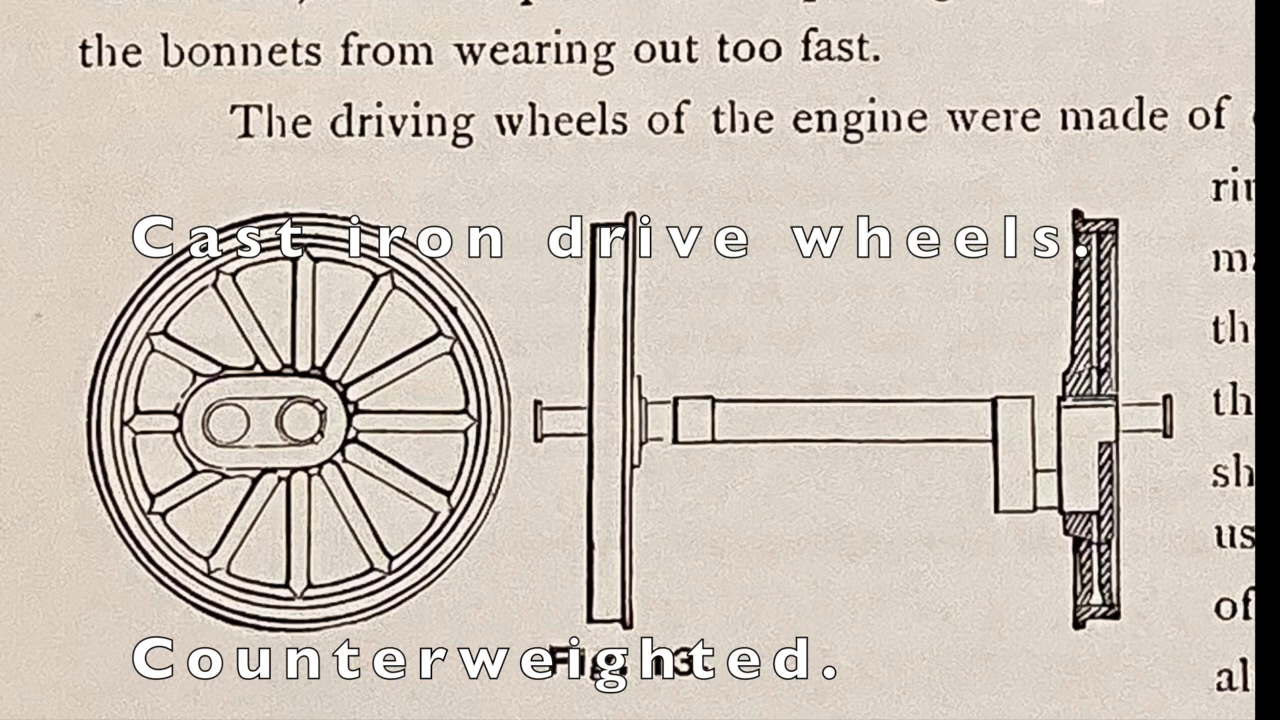 the bonnets from wearing out too fast.
The driving wheels of the engine were made of
Cast iron drive wheels.
th
th
sh
us
of
al
Counterweighted.